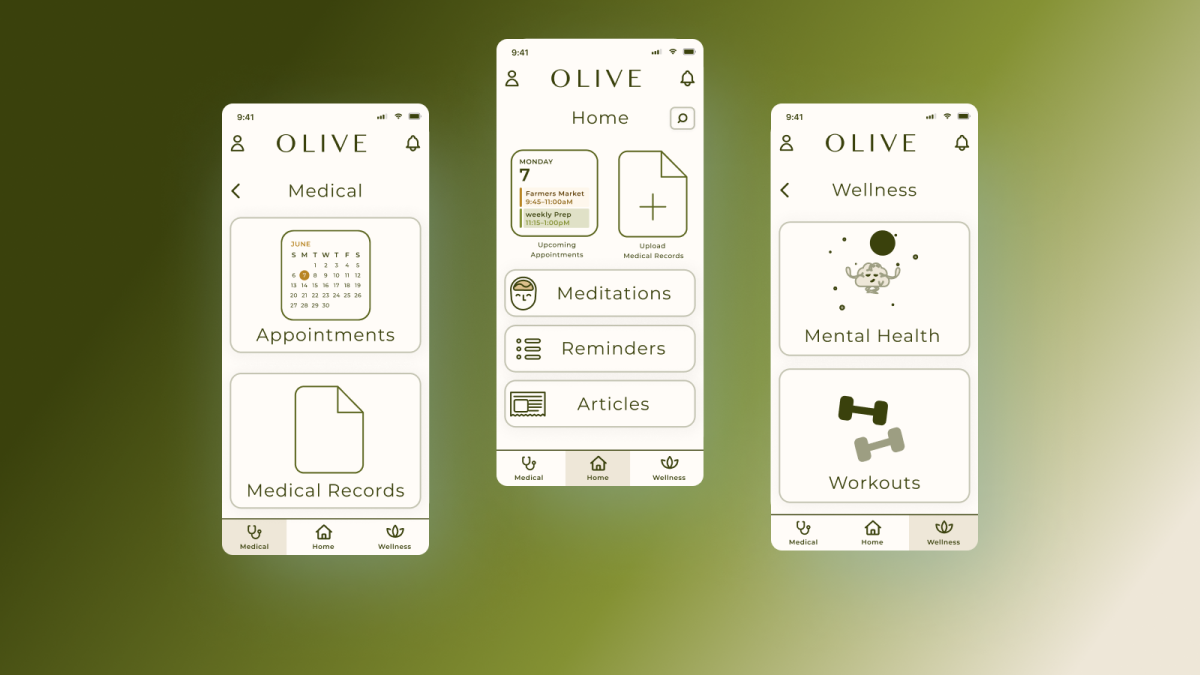 9:41
OLIVE
Medical
JUNE
S M T W T F S
1 2 3 4 5
6 7 8 9 10 11 12
13 14 15 16 17 18 19
20 21 22 23 24 25 26
27 28 29 30
Appointments
Medical Records
Medical Home Wellness
9:41
OLIVE
Home
MONDAY
7
Farmers Market
9:45-11:00aM
weekly Prep
11:15-1:00pM
Upcoming
Appointments
Upload
Medical Records
Meditations
Reminders
Articles
Medical Home Wellness
9:41
OLIVE
Wellness
Mental Health
Workouts
Medical Home Wellness